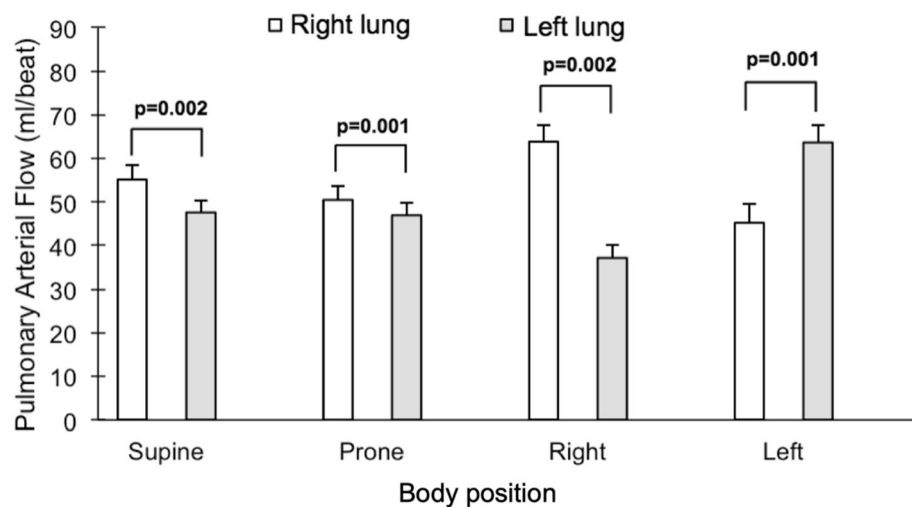 90
Right lung
Left lung
80
p=0.002
p=0.001
70
p=0.002
p=0.001
60
50
40
30
20
10
0
Pulmonary Arterial Flow (ml/beat)
Supine
Prone
Right
Left
Body position